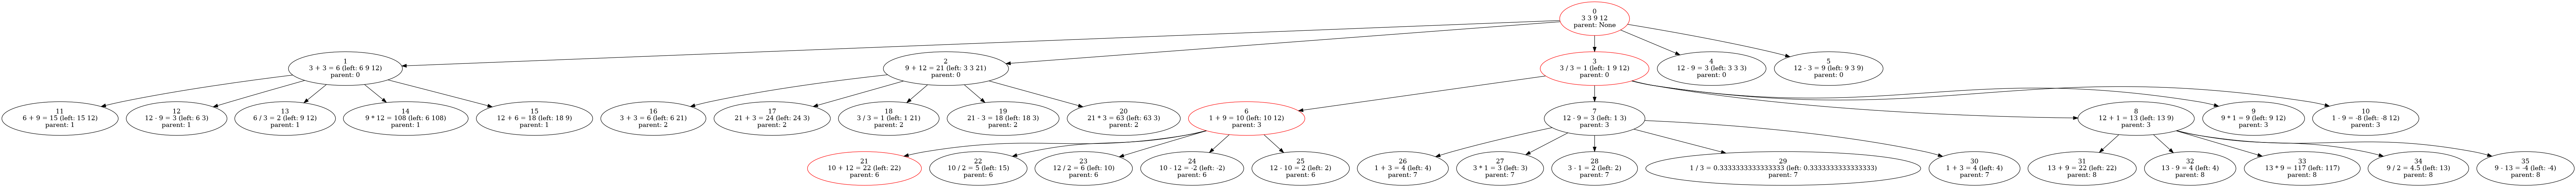 0
3 3 9 12
parent: None
1
3 + 3 = 6 (left: 6 9 12)
parent: 0
2
9 + 12 = 21 (left: 3 3 21)
parent: 0
3
3 / 3 = 1 (left: 1 9 12)
parent: 0
4
12 - 9 = 3 (left: 3 3 3)
parent: 0
5
12 - 3 = 9 (left: 9 3 9)
parent: 0
11
6 + 9 = 15 (left: 15 12)
parent: 1
12
12 - 9 = 3 (left: 6 3)
parent: 1
13
6 / 3 = 2 (left: 9 12)
parent: 1
14
9 * 12 = 108 (left: 6 108)
parent: 1
15
12 + 6 = 18 (left: 18 9)
parent: 1
16
3 + 3 = 6 (left: 6 21)
parent: 2
17
21 + 3 = 24 (left: 24 3)
parent: 2
18
3 / 3 = 1 (left: 1 21)
parent: 2
19
21 - 3 = 18 (left: 18 3)
parent: 2
20
21 * 3 = 63 (left: 63 3)
parent: 2
6
1 + 9 = 10 (left: 10 12)
parent: 3
7
12 - 9 = 3 (left: 1 3)
parent: 3
8
12 + 1 = 13 (left: 13 9)
parent: 3
9
9 * 1 = 9 (left: 9 12)
parent: 3
10
1 - 9 = -8 (left: -8 12)
parent: 3
21
10 + 12 = 22 (left: 22)
parent: 6
22
10 / 2 = 5 (left: 15)
parent: 6
23
12 / 2 = 6 (left: 10)
parent: 6
24
10 - 12 = -2 (left: -2)
parent: 6
25
12 - 10 = 2 (left: 2)
parent: 6
26
1 + 3 = 4 (left: 4)
parent: 7
27
3 * 1 = 3 (left: 3)
parent: 7
28
3 - 1 = 2 (left: 2)
parent: 7
29
1 / 3 = 0.3333333333333333 (left: 0.3333333333333333)
parent: 7
30
1 + 3 = 4 (left: 4)
parent: 7
31
13 + 9 = 22 (left: 22)
parent: 8
32
13 - 9 = 4 (left: 4)
parent: 8
33
13 * 9 = 117 (left: 117)
parent: 8
34
9 / 2 = 4.5 (left: 13)
parent: 8
35
9 - 13 = -4 (left: -4)
parent: 8